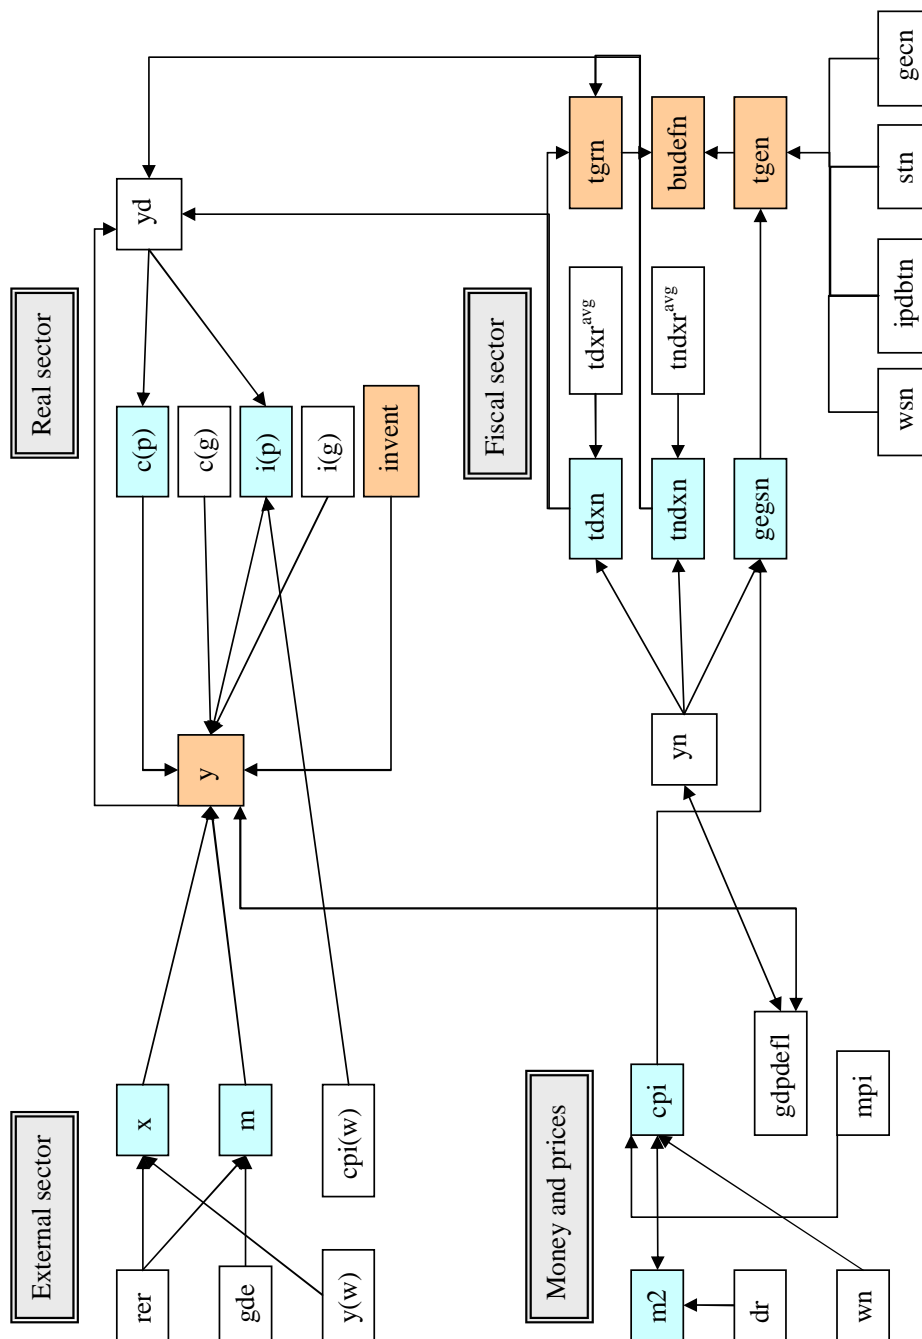 External sector
Real sector
rer
gde
y(w)
x
m
cpi(w)
y
c(p)
c(g)
i(p)
i(g)
invent
yd
Money and prices
Fiscal sector
m2
dr
wn
cpi
gdpdefl
mpi
yn
tdxn
tndxn
gegsn
tdxr^avg
tndxr^avg
tgrn
budefn
tgen
wsn
ipdbtn
stn
gecn